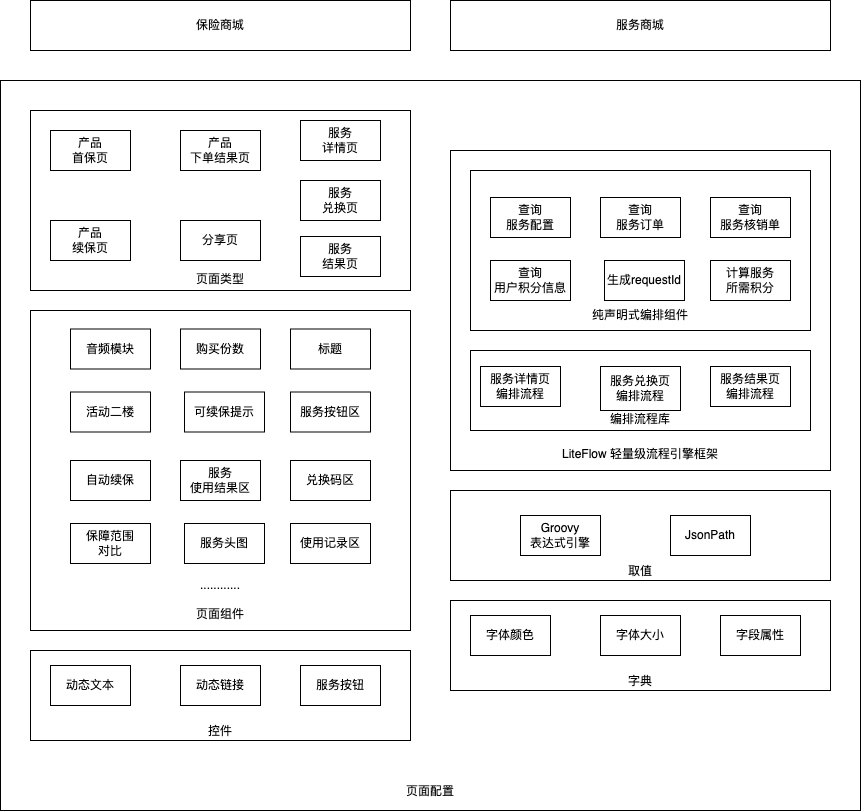 保险商城
服务商城
产品
首保页
产品
下单结果页
服务
详情页
服务
兑换页
产品
续保页
分享页
服务
结果页
页面类型
音频模块
购买份数
标题
活动二楼
可续保提示
服务按钮区
自动续保
服务
使用结果区
兑换码区
保障范围
对比
服务头图
使用记录区
............
页面组件
动态文本
动态链接
服务按钮
控件
查询
服务配置
查询
服务订单
查询
服务核销单
查询
用户积分信息
生成requestId
计算服务
所需积分
纯声明式编排组件
服务详情页
编排流程
服务兑换页
编排流程
服务结果页
编排流程
编排流程库
LiteFlow 轻量级流程引擎框架
Groovy
表达式引擎
JsonPath
取值
字体颜色
字体大小
字段属性
字典
页面配置